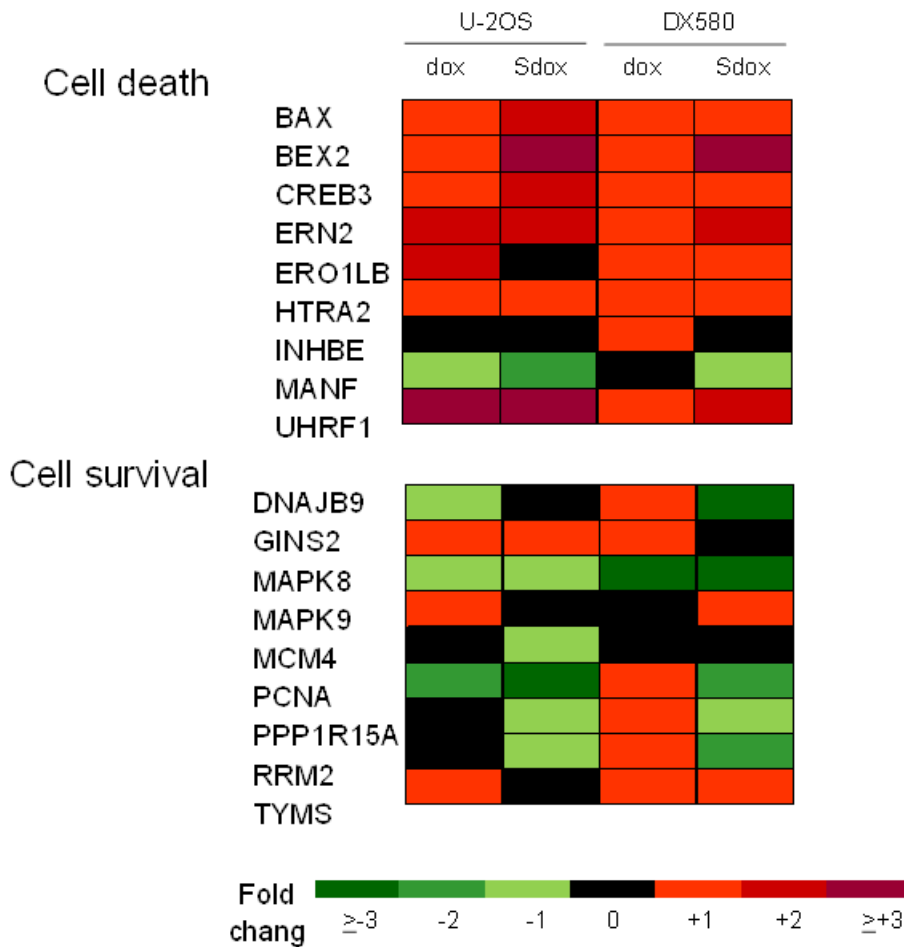 U-2OS DX580
dox Sdox dox Sdox
Cell death
BAX
BEX2
CREB3
ERN2
ERO1LB
HTRA2
INHBE
MANF
UHRF1
Cell survival
DNAJB9
GINS2
MAPK8
MAPK9
MCM4
PCNA
PPP1R15A
RRM2
TYMS
Fold
chang
≥-3 -2 -1 0 +1 +2 ≥+3